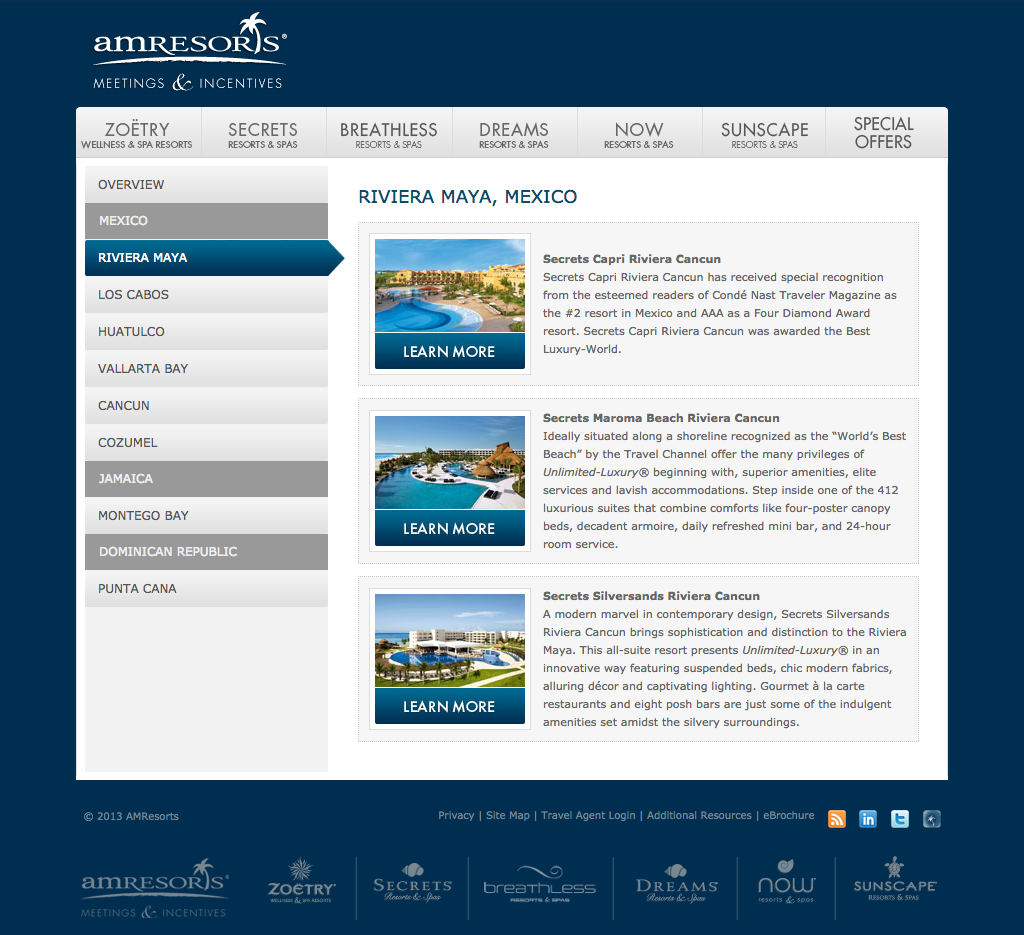 amRESORTS®
MEETINGS & INCENTIVES
ZOËTRY
WELLNESS & SPA RESORTS
SECRETS
RESORTS & SPAS
BREATHLESS
RESORTS & SPAS
DREAMS
RESORTS & SPAS
NOW
RESORTS & SPAS
SUNSCAPE
RESORTS & SPAS
SPECIAL
OFFERS
OVERVIEW
MEXICO
RIVIERA MAYA
LOS CABOS
HUATULCO
VALLARTA BAY
CANCUN
COZUMEL
JAMAICA
MONTEGO BAY
DOMINICAN REPUBLIC
PUNTA CANA
RIVIERA MAYA, MEXICO
LEARN MORE
Secrets Capri Riviera Cancun
Secrets Capri Riviera Cancun has received special recognition
from the esteemed readers of Condé Nast Traveler Magazine as
the #2 resort in Mexico and AAA as a Four Diamond Award
resort. Secrets Capri Riviera Cancun was awarded the Best
Luxury-World.
LEARN MORE
Secrets Maroma Beach Riviera Cancun
Ideally situated along a shoreline recognized as the “World’s Best
Beach” by the Travel Channel offer the many privileges of
Unlimited-Luxury® beginning with, superior amenities, elite
services and lavish accommodations. Step inside one of the 412
luxurious suites that combine comforts like four-poster canopy
beds, decadent armoire, daily refreshed mini bar, and 24-hour
room service.
LEARN MORE
Secrets Silversands Riviera Cancun
A modern marvel in contemporary design, Secrets Silversands
Riviera Cancun brings sophistication and distinction to the Riviera
Maya. This all-suite resort presents Unlimited-Luxury® in an
innovative way featuring suspended beds, chic modern fabrics,
alluring décor and captivating lighting. Gourmet à la carte
restaurants and eight posh bars are just some of the indulgent
amenities set amidst the silvery surroundings.
© 2013 AMResorts
Privacy | Site Map | Travel Agent Login | Additional Resources | eBrochure
in
t
amRESORTS®
MEETINGS & INCENTIVES
ZOËTRY
WELLNESS & SPA RESORTS
SECRETS
Resorts & Spas
breathless
RESORTS & SPAS
DREAMS
Resorts & Spas
now
resorts & spas
SUNSCAPE
RESORTS & SPAS